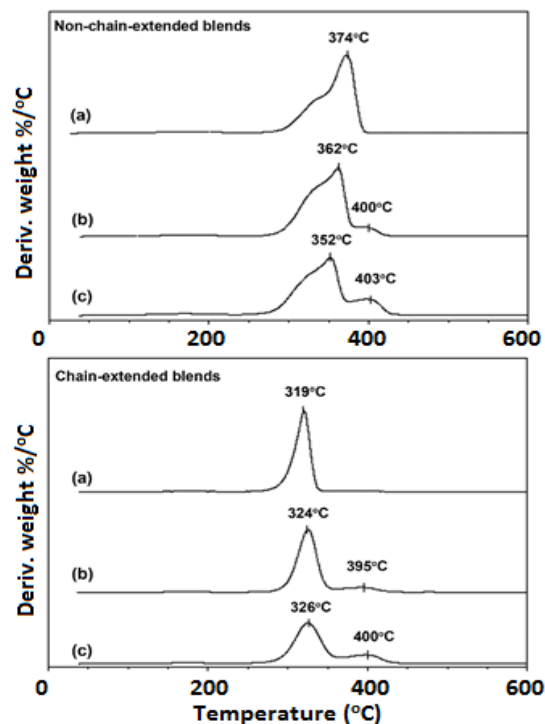 Non-chain-extended blends
374°C
(a)
362°C
400°C
(b)
352°C
403°C
(c)
Deriv. weight %/°C
0 200 400 600
Chain-extended blends
319°C
(a)
324°C
395°C
(b)
326°C
400°C
(c)
Deriv. weight %/°C
0 200 400 600
Temperature (°C)